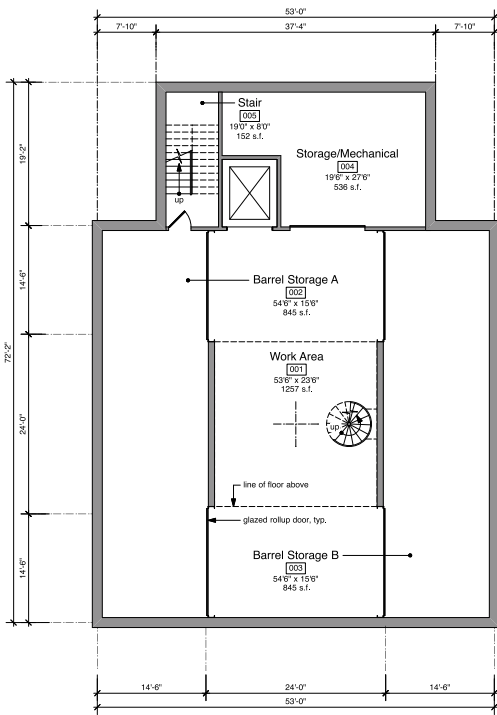 53'-0"
7'-10" 37'-4" 7'-10"
Stair
005
19'0" x 8'0"
152 s.f.
Storage/Mechanical
004
19'6" x 27'6"
536 s.f.
up
19'-2"
14'-6"
72'-2"
24'-0"
14'-6"
Barrel Storage A
002
54'6" x 15'6"
845 s.f.
Work Area
001
53'6" x 23'6"
1257 s.f.
up
line of floor above
glazed rollup door, typ.
Barrel Storage B
003
54'6" x 15'6"
845 s.f.
14'-6" 24'-0" 14'-6"
53'-0"